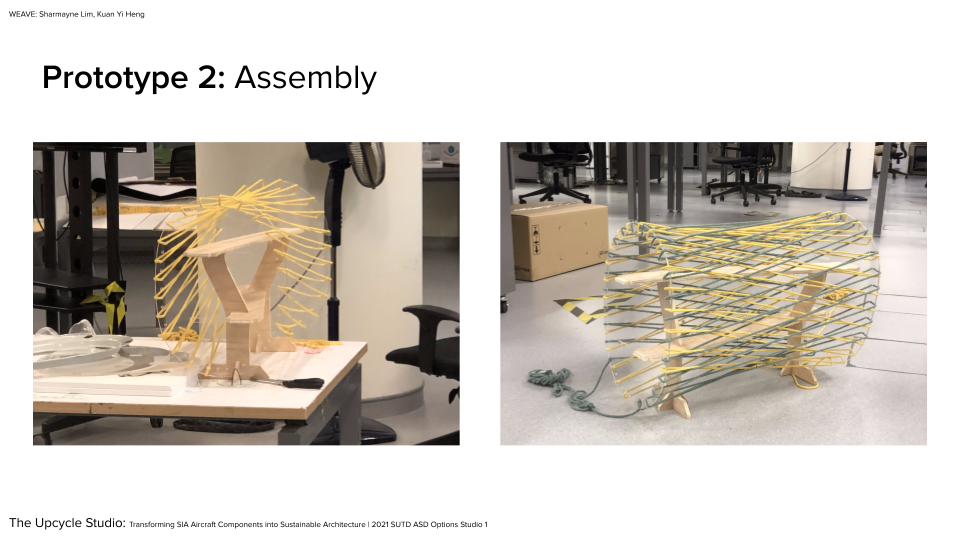 WEAVE: Sharmayne Lim, Kuan Yi Heng
Prototype 2: Assembly
The Upcycle Studio: Transforming SIA Aircraft Components into Sustainable Architecture | 2021 SUTD ASD Options Studio 1